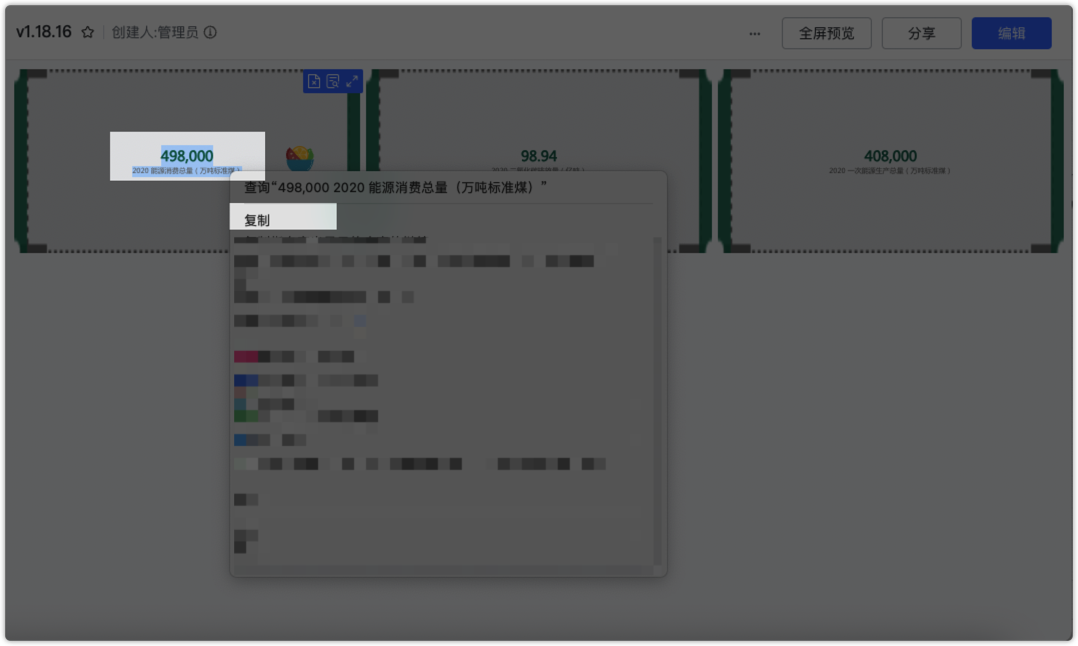 v1.18.16
创建人:管理员
全屏预览
分享
编辑
498,000
2020 能源消费总量（万吨标准煤）
98.94
408,000
2020 一次能源生产总量（万吨标准煤）
查询“498,000 2020 能源消费总量（万吨标准煤）”
复制